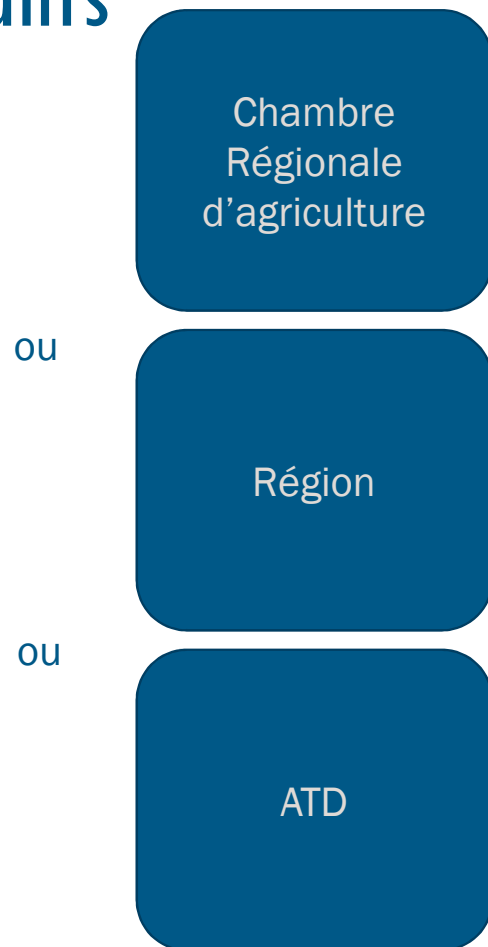 Chambre
Régionale
d’agriculture
ou
Région
ou
ATD